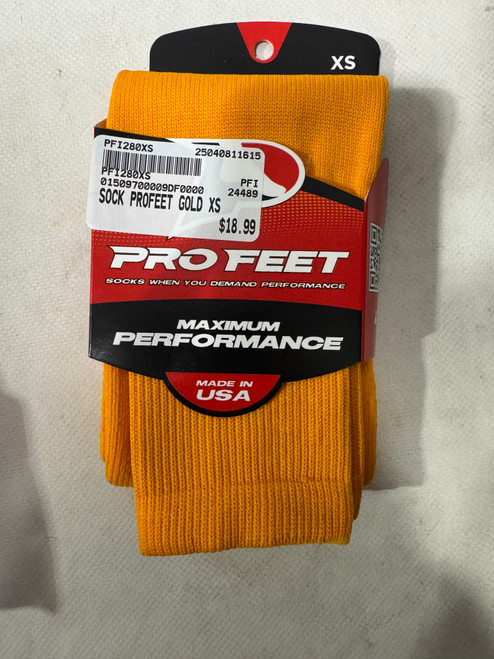 XS
PFI280XS 25040811615
PFI280XS
01509700009DF0000 PFI
24489
SOCK PROFEET GOLD XS
$18.99
PRO FEET
SOCKS WHEN YOU DEMAND PERFORMANCE
MAXIMUM
PERFORMANCE
MADE IN
USA